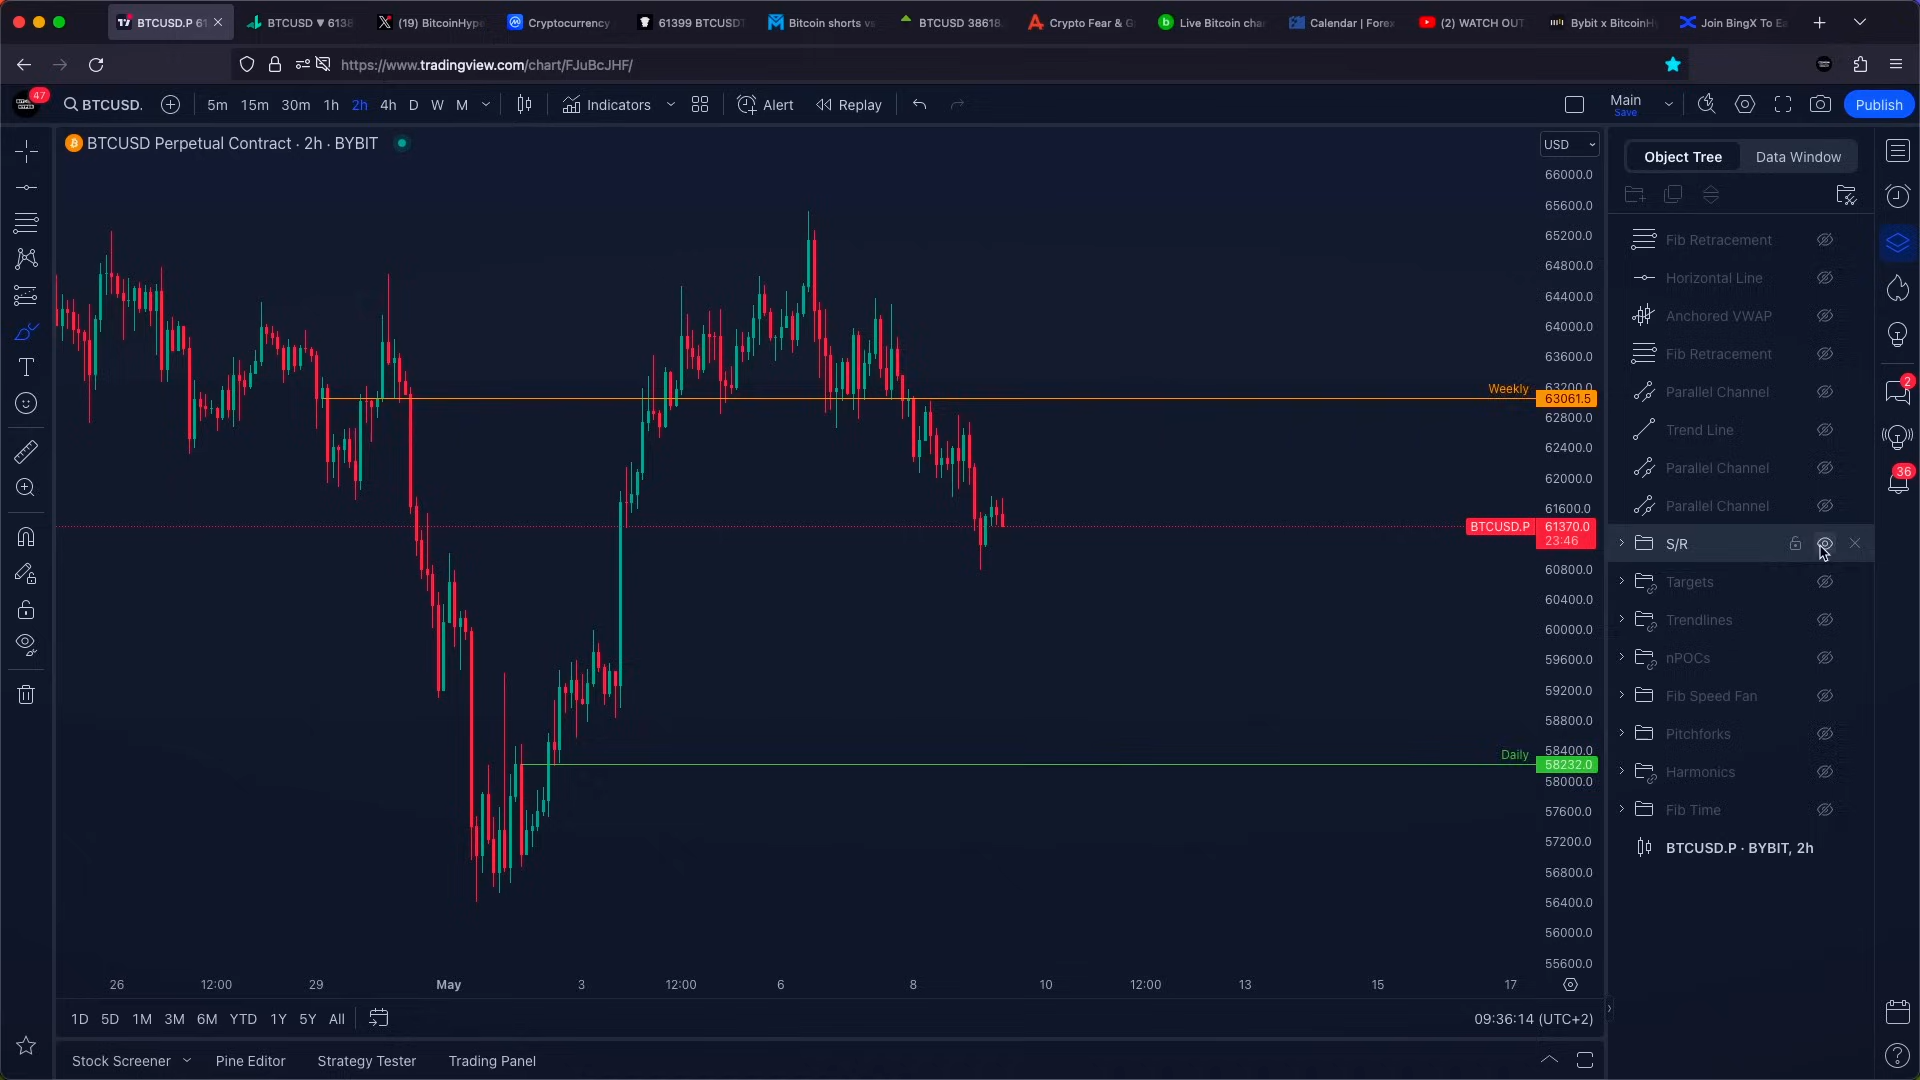 BTCUSD.P 61
BTCUSD ▼ 6138
(19) BitcoinHype
Cryptocurrency
61399 BTCUSDT
Bitcoin shorts vs
BTCUSD 38618.
Crypto Fear & G
Live Bitcoin cha
Calendar | Forex
(2) WATCH OUT
Bybit x BitcoinHy
Join BingX To Ea
https://www.tradingview.com/chart/FJuBcJHF/
47
BTCUSD.
5m 15m 30m 1h 2h 4h D W M
Indicators
Alert
Replay
Main
Save
Publish
BTCUSD Perpetual Contract · 2h · BYBIT
USD
66000.0
65600.0
65200.0
64800.0
64400.0
64000.0
63600.0
63200.0
Weekly 63061.5
62800.0
62400.0
62000.0
61600.0
BTCUSD.P 61370.0
23:46
60800.0
60400.0
60000.0
59600.0
59200.0
58800.0
58400.0
Daily 58232.0
58000.0
57600.0
57200.0
56800.0
56400.0
56000.0
55600.0
26 12:00 29 May 3 12:00 6 8 10 12:00 13 15 17
1D 5D 1M 3M 6M YTD 1Y 5Y All
09:36:14 (UTC+2)
Stock Screener
Pine Editor
Strategy Tester
Trading Panel
Object Tree
Data Window
Fib Retracement
Horizontal Line
Anchored VWAP
Fib Retracement
Parallel Channel
Trend Line
Parallel Channel
Parallel Channel
S/R
Targets
Trendlines
nPOCs
Fib Speed Fan
Pitchforks
Harmonics
Fib Time
BTCUSD.P · BYBIT, 2h
2
36